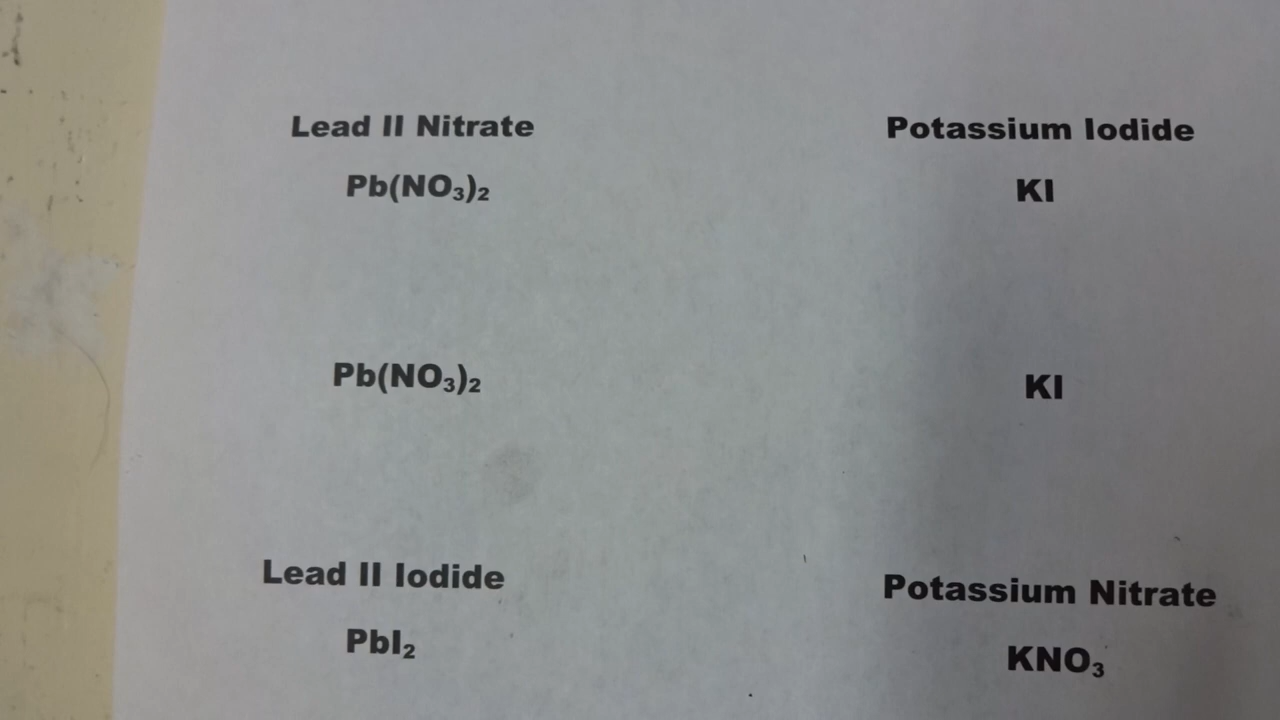 Lead II Nitrate Potassium Iodide
Pb(NO₃)₂ KI
Pb(NO₃)₂ KI
Lead II Iodide Potassium Nitrate
PbI₂ KNO₃